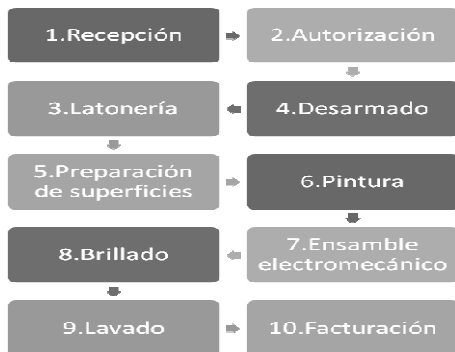 1.Recepción
2.Autorización
3.Latonería
4.Desarmado
5.Preparación
de superficies
6.Pintura
8.Brillado
7.Ensamble
electromecánico
9.Lavado
10.Facturación